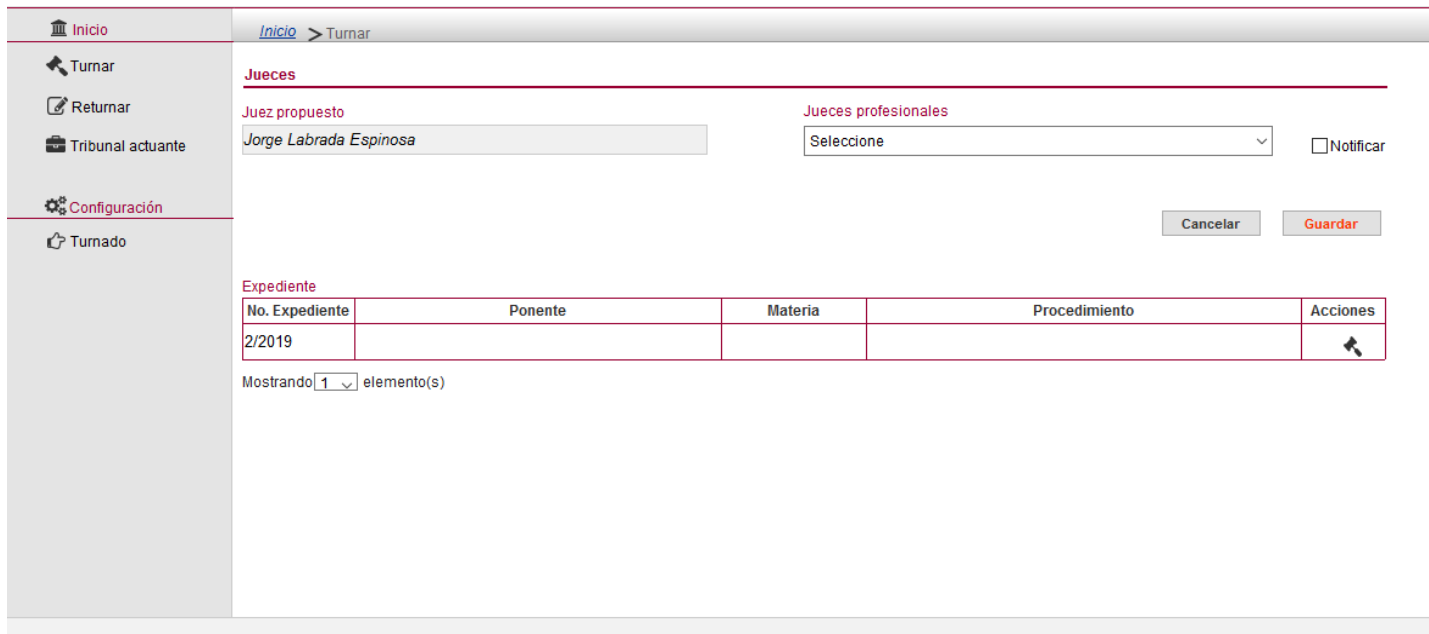 Inicio
Turnar
Returnar
Tribunal actuante
Configuración
Turnado
Inicio > Turnar
Jueces
Juez propuesto
Jorge Labrada Espinosa
Jueces profesionales
Seleccione
Notificar
Cancelar
Guardar
Expediente
No. Expediente Ponente Materia Procedimiento Acciones
2/2019
Mostrando 1 elemento(s)